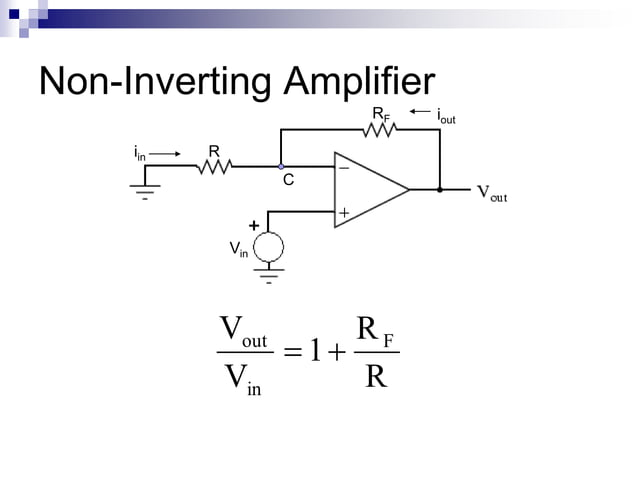 Non-Inverting Amplifier
R_F i_out
i_in R
C
−
V_out
+
+
V_in
V_out / V_in = 1 + R_F / R